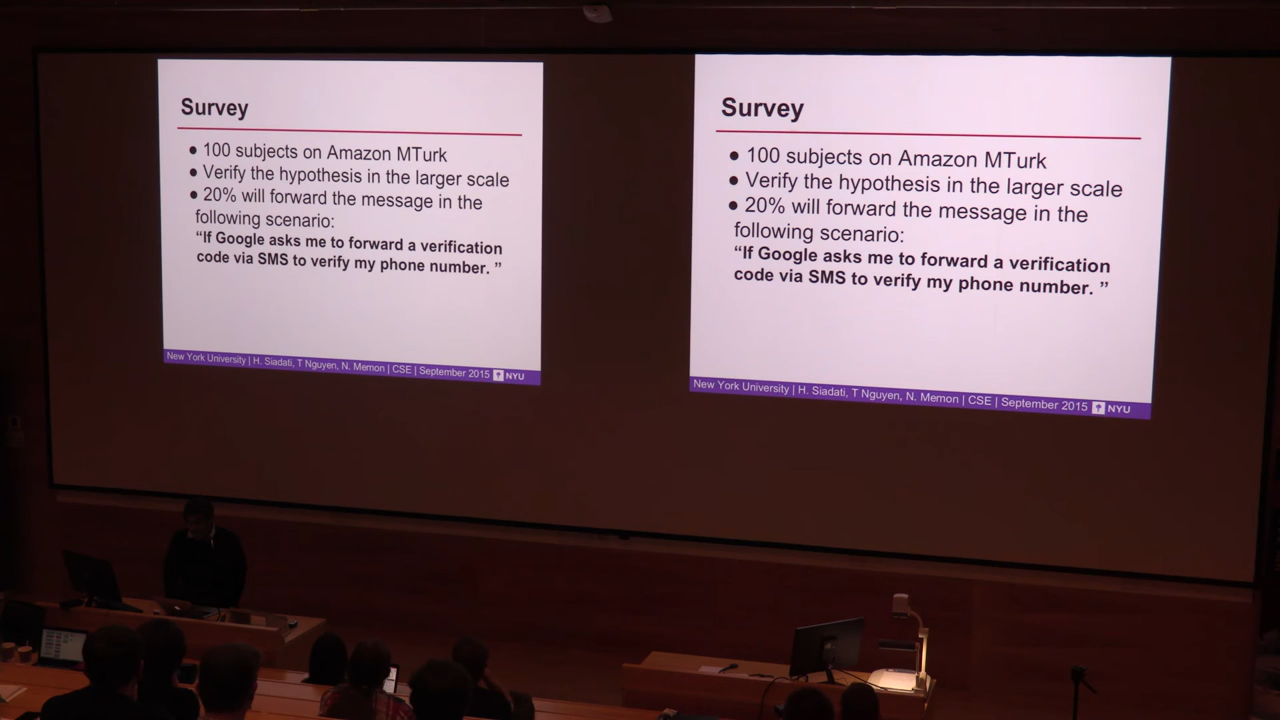 Survey
● 100 subjects on Amazon MTurk
● Verify the hypothesis in the larger scale
● 20% will forward the message in the
following scenario:
“If Google asks me to forward a verification
code via SMS to verify my phone number. ”
New York University | H. Siadati, T Nguyen, N. Memon | CSE | September 2015 NYU
Survey
● 100 subjects on Amazon MTurk
● Verify the hypothesis in the larger scale
● 20% will forward the message in the
following scenario:
“If Google asks me to forward a verification
code via SMS to verify my phone number. ”
New York University | H. Siadati, T Nguyen, N. Memon | CSE | September 2015 NYU